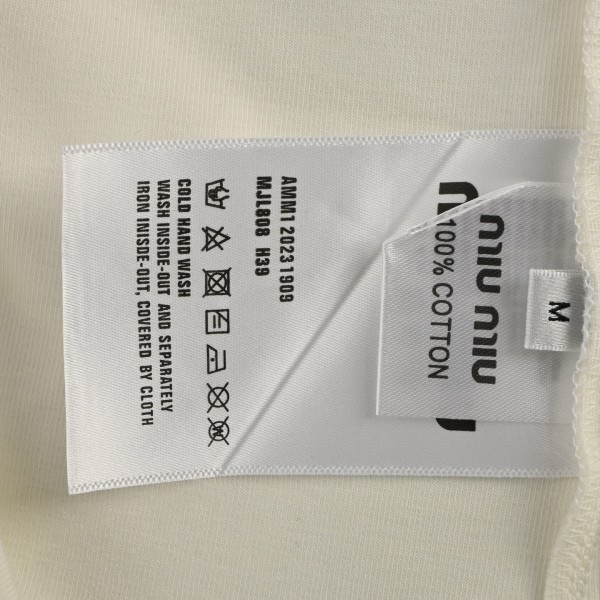 MIU MIU
100% COTTON
M
AMM1 20231909
MJL808 H39
COLD HAND WASH
WASH INSIDE-OUT AND SEPARATELY
IRON INISDE-OUT, COVERED BY CLOTH